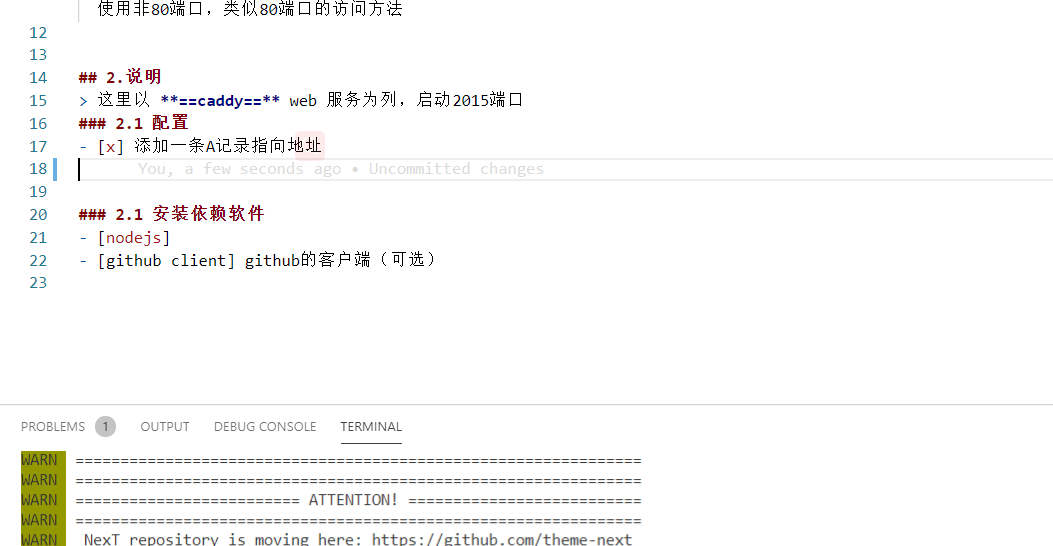 使用非80端口，类似80端口的访问方法
12
13
14 ## 2.说明
15 > 这里以 **==caddy==** web 服务为列，启动2015端口
16 ### 2.1 配置
17 - [x] 添加一条A记录指向地址
18 You, a few seconds ago • Uncommitted changes
19
20 ### 2.1 安装依赖软件
21 - [nodejs]
22 - [github client] github的客户端（可选）
23
PROBLEMS 1 OUTPUT DEBUG CONSOLE TERMINAL
WARN ===============================================================
WARN ===============================================================
WARN ========================= ATTENTION! ==========================
WARN ===============================================================
WARN NexT repository is moving here: https://github.com/theme-next